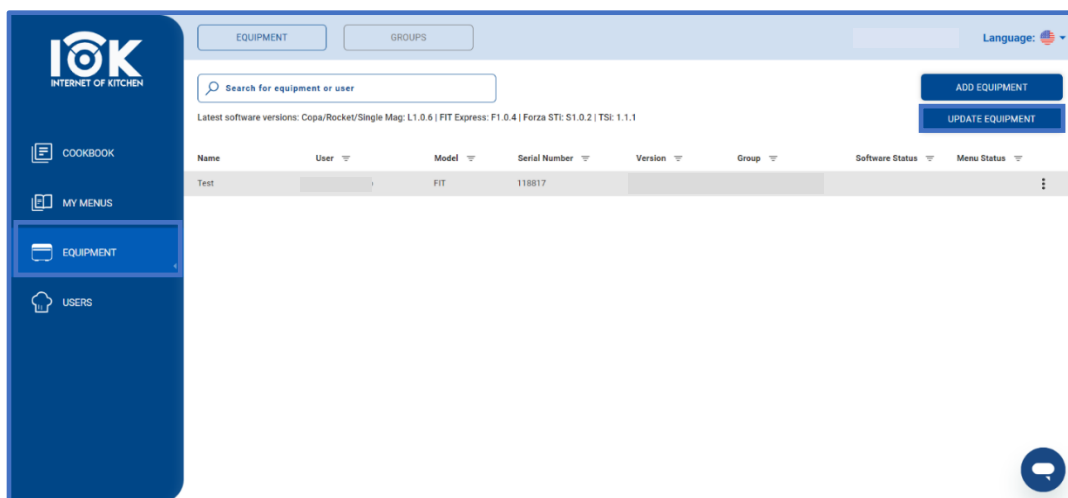 IOK
INTERNET OF KITCHEN
COOKBOOK
MY MENUS
EQUIPMENT
USERS
EQUIPMENT
GROUPS
Language:
Search for equipment or user
ADD EQUIPMENT
Latest software versions: Copa/Rocket/Single Mag: L1.0.6 | FIT Express: F1.0.4 | Forza STi: S1.0.2 | TSi: 1.1.1
UPDATE EQUIPMENT
Name User Model Serial Number Version Group Software Status Menu Status
Test FIT 118817